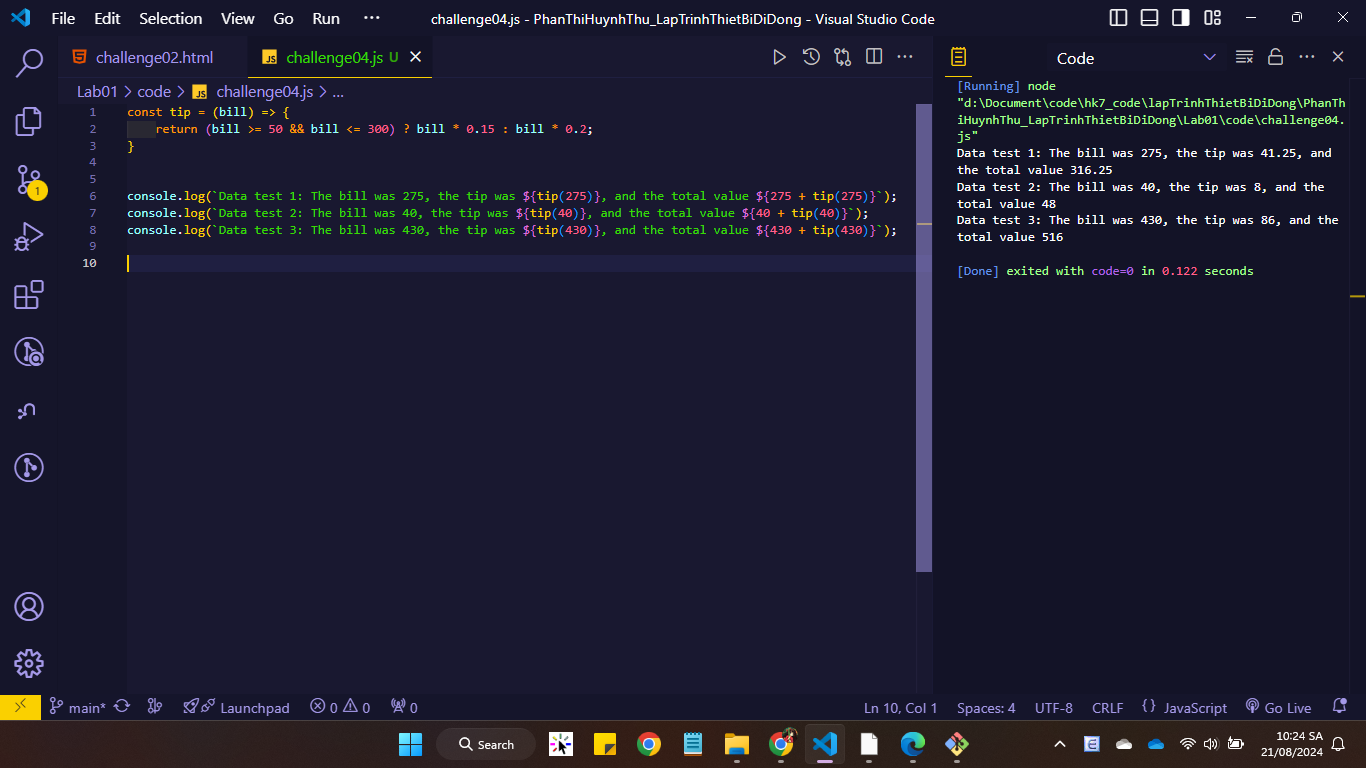 File Edit Selection View Go Run ··· challenge04.js - PhanThiHuynhThu_LapTrinhThietBiDiDong - Visual Studio Code
challenge02.html JS challenge04.js U
Lab01 > code > JS challenge04.js > ...
1 const tip = (bill) => {
2 return (bill >= 50 && bill <= 300) ? bill * 0.15 : bill * 0.2;
3 }
4
5
6 console.log(`Data test 1: The bill was 275, the tip was ${tip(275)}, and the total value ${275 + tip(275)}`);
7 console.log(`Data test 2: The bill was 40, the tip was ${tip(40)}, and the total value ${40 + tip(40)}`);
8 console.log(`Data test 3: The bill was 430, the tip was ${tip(430)}, and the total value ${430 + tip(430)}`);
9
10
1
Code
[Running] node
"d:\Document\code\hk7_code\lapTrinhThietBiDiDong\PhanTh
iHuynhThu_LapTrinhThietBiDiDong\Lab01\code\challenge04.
js"
Data test 1: The bill was 275, the tip was 41.25, and
the total value 316.25
Data test 2: The bill was 40, the tip was 8, and the
total value 48
Data test 3: The bill was 430, the tip was 86, and the
total value 516
[Done] exited with code=0 in 0.122 seconds
main* Launchpad 0 0 0 Ln 10, Col 1 Spaces: 4 UTF-8 CRLF {} JavaScript Go Live
Search
10:24 SA
21/08/2024